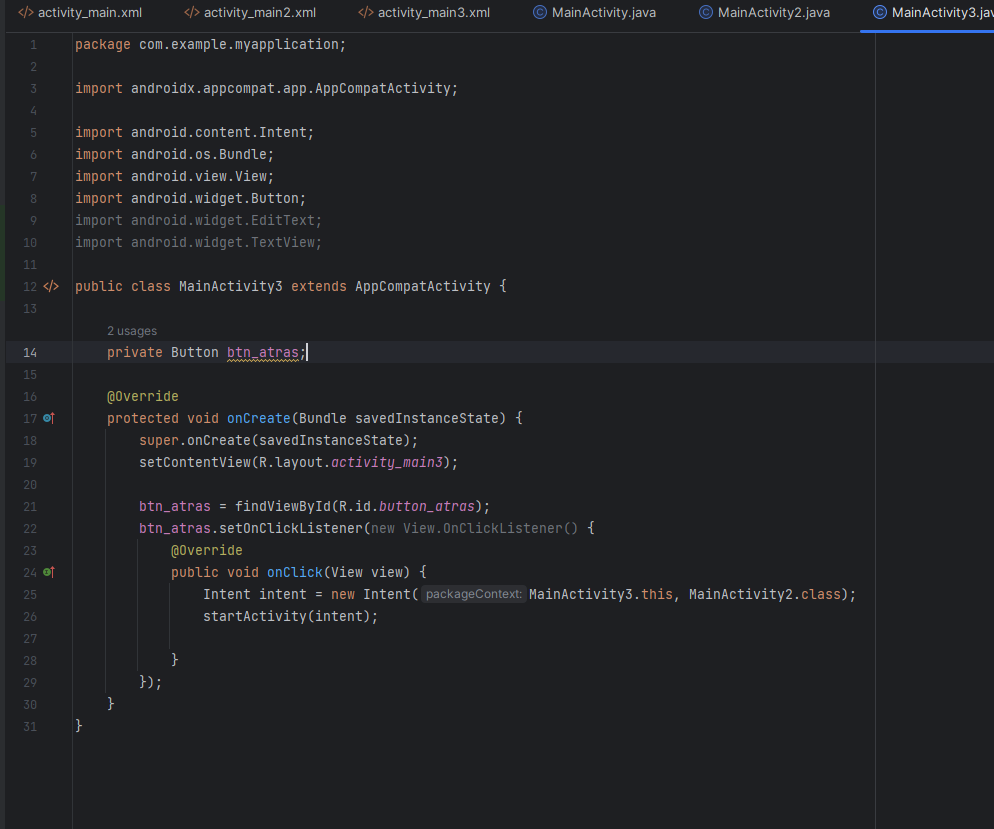 activity_main.xml activity_main2.xml activity_main3.xml MainActivity.java MainActivity2.java MainActivity3.jav
1 package com.example.myapplication;
2
3 import androidx.appcompat.app.AppCompatActivity;
4
5 import android.content.Intent;
6 import android.os.Bundle;
7 import android.view.View;
8 import android.widget.Button;
9 import android.widget.EditText;
10 import android.widget.TextView;
11
12 </> public class MainActivity3 extends AppCompatActivity {
13
2 usages
14 private Button btn_atras;
15
16 @Override
17 protected void onCreate(Bundle savedInstanceState) {
18 super.onCreate(savedInstanceState);
19 setContentView(R.layout.activity_main3);
20
21 btn_atras = findViewById(R.id.button_atras);
22 btn_atras.setOnClickListener(new View.OnClickListener() {
23 @Override
24 public void onClick(View view) {
25 Intent intent = new Intent( packageContext: MainActivity3.this, MainActivity2.class);
26 startActivity(intent);
27
28 }
29 });
30 }
31 }